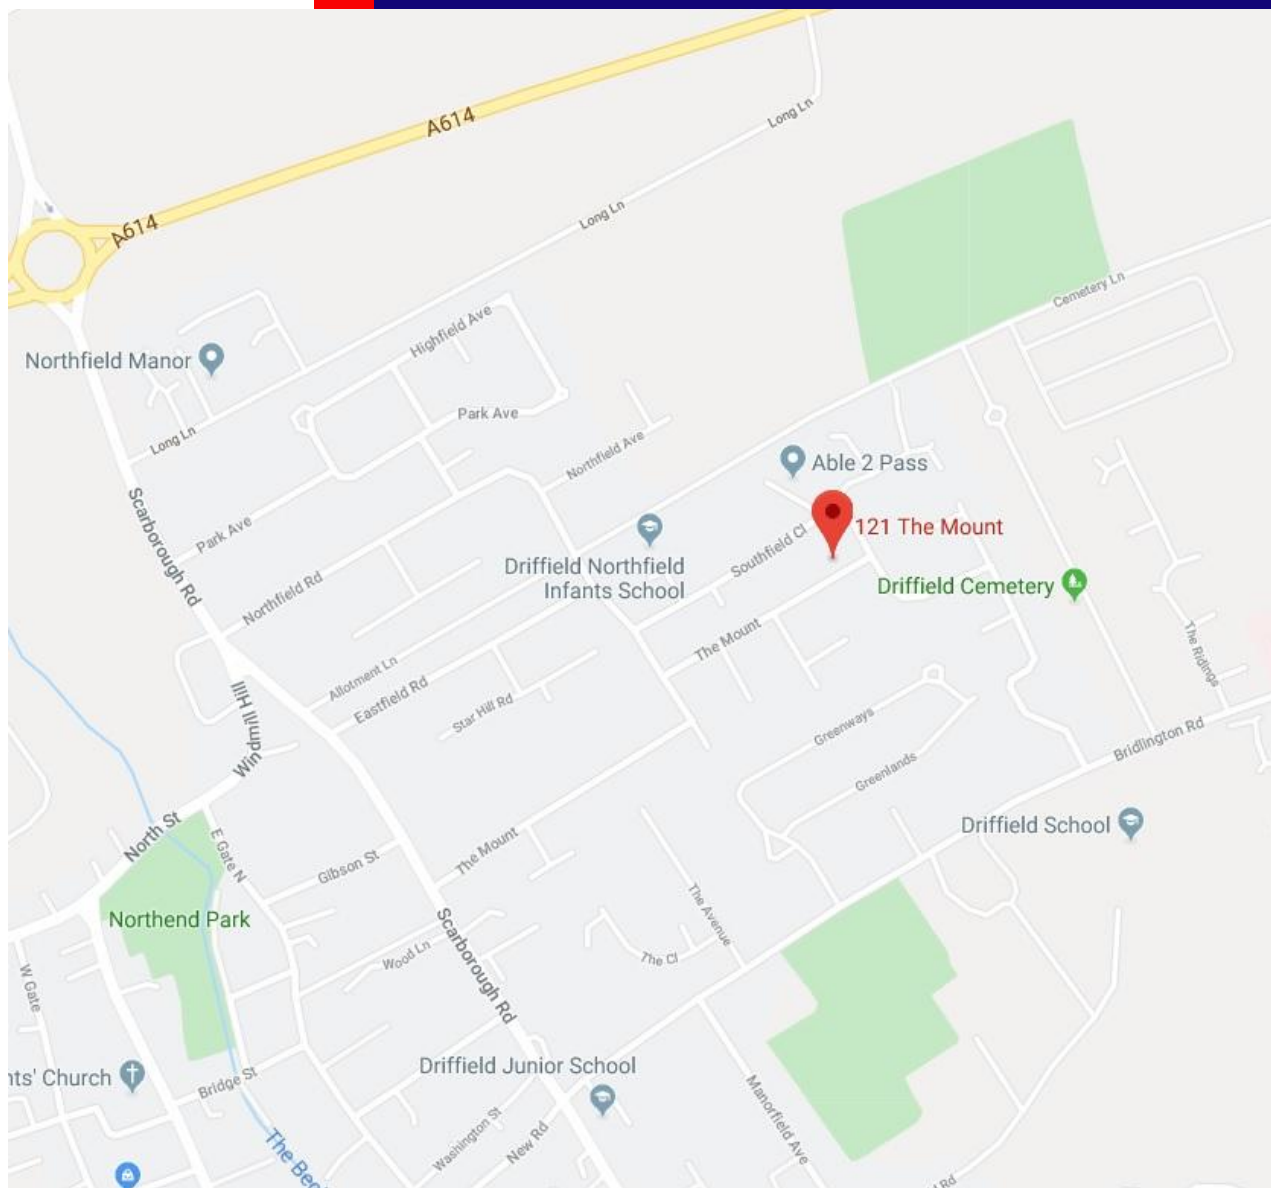 A614
A614
Long Ln
Long Ln
Cemetery Ln
Highfield Ave
Northfield Manor
Park Ave
Long Ln
Northfield Ave
Able 2 Pass
Scarborough Rd
Park Ave
121 The Mount
Southfield Cl
Driffield Northfield
Infants School
Driffield Cemetery
Northfield Rd
The Mount
The Ridings
Allotment Ln
Eastfield Rd
Star Hill Rd
Windmill Hill
Greenways
Bridlington Rd
Greenlands
Driffield School
North St
E Gate N
Gibson St
The Mount
The Avenue
Northend Park
Scarborough Rd
Wood Ln
The Cl
W Gate
Driffield Junior School
nts' Church
Bridge St
Manorfield Ave
Washington St
New Rd
The Bec
Rd